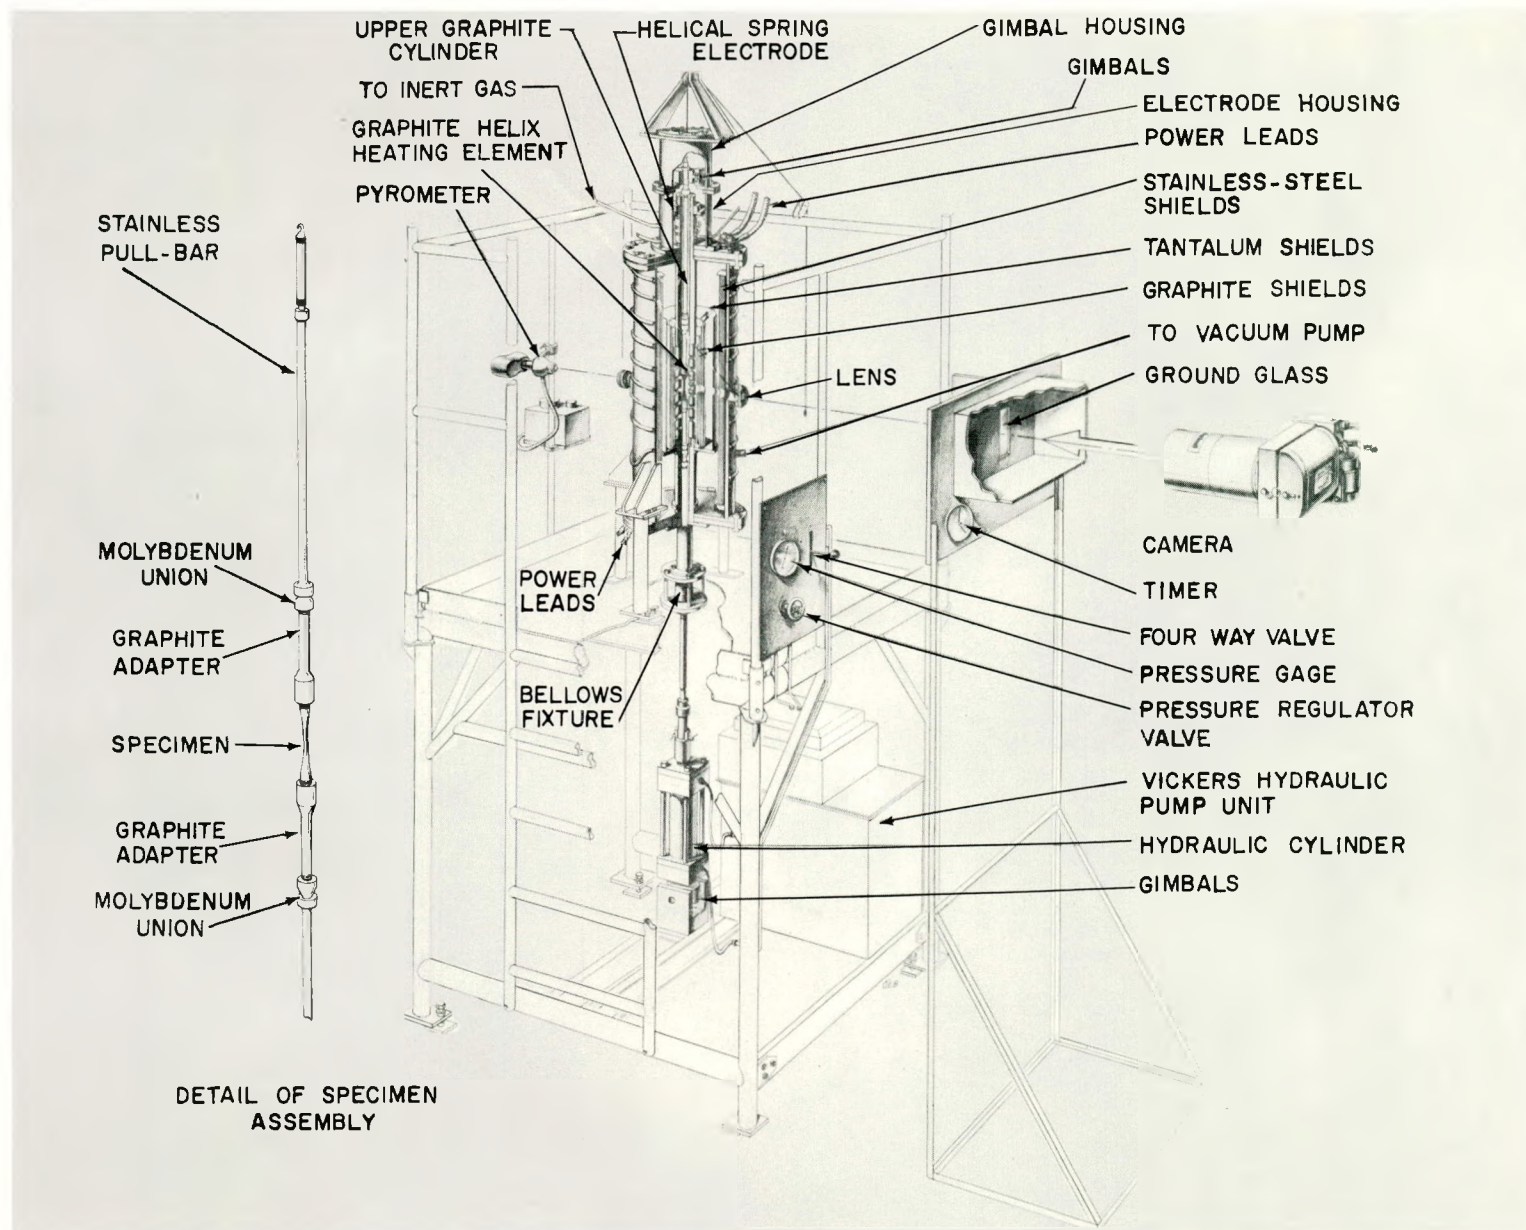 UPPER GRAPHITE
CYLINDER
HELICAL SPRING
ELECTRODE
GIMBAL HOUSING
GIMBALS
TO INERT GAS
ELECTRODE HOUSING
GRAPHITE HELIX
HEATING ELEMENT
POWER LEADS
PYROMETER
STAINLESS-STEEL
SHIELDS
STAINLESS
PULL-BAR
TANTALUM SHIELDS
GRAPHITE SHIELDS
TO VACUUM PUMP
LENS
GROUND GLASS
MOLYBDENUM
UNION
CAMERA
POWER
LEADS
TIMER
GRAPHITE
ADAPTER
FOUR WAY VALVE
PRESSURE GAGE
BELLOWS
FIXTURE
PRESSURE REGULATOR
VALVE
SPECIMEN
VICKERS HYDRAULIC
PUMP UNIT
GRAPHITE
ADAPTER
HYDRAULIC CYLINDER
GIMBALS
MOLYBDENUM
UNION
DETAIL OF SPECIMEN
ASSEMBLY